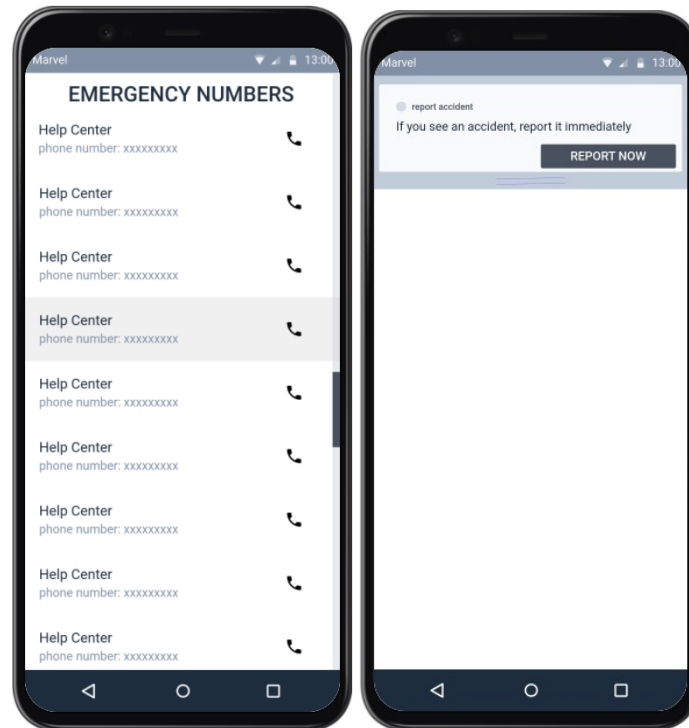 Marvel 13:00
EMERGENCY NUMBERS
Help Center
phone number: xxxxxxxxx
Help Center
phone number: xxxxxxxxx
Help Center
phone number: xxxxxxxxx
Help Center
phone number: xxxxxxxxx
Help Center
phone number: xxxxxxxxx
Help Center
phone number: xxxxxxxxx
Help Center
phone number: xxxxxxxxx
Help Center
phone number: xxxxxxxxx
Help Center
phone number: xxxxxxxxx
Marvel 13:00
report accident
If you see an accident, report it immediately
REPORT NOW